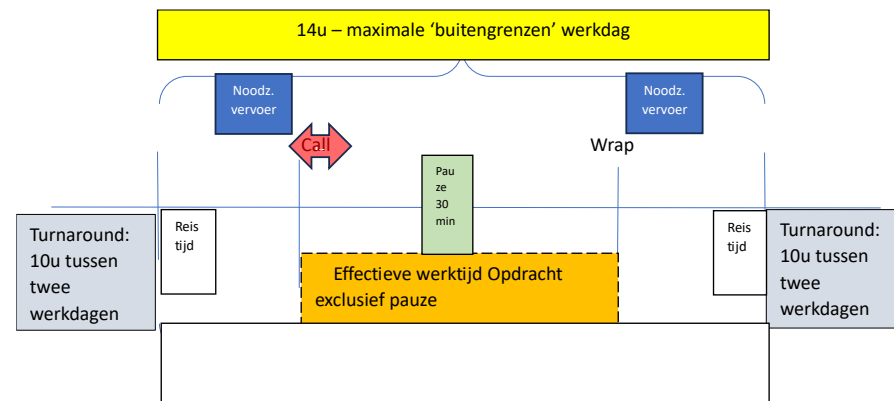 14u – maximale ‘buitengrenzen’ werkdag
Noodz.
vervoer
Noodz.
vervoer
Call
Wrap
Pau
ze
30
min
Reis
tijd
Reis
tijd
Turnaround:
10u tussen
twee
werkdagen
Effectieve werktijd Opdracht
exclusief pauze
Turnaround:
10u tussen
twee
werkdagen